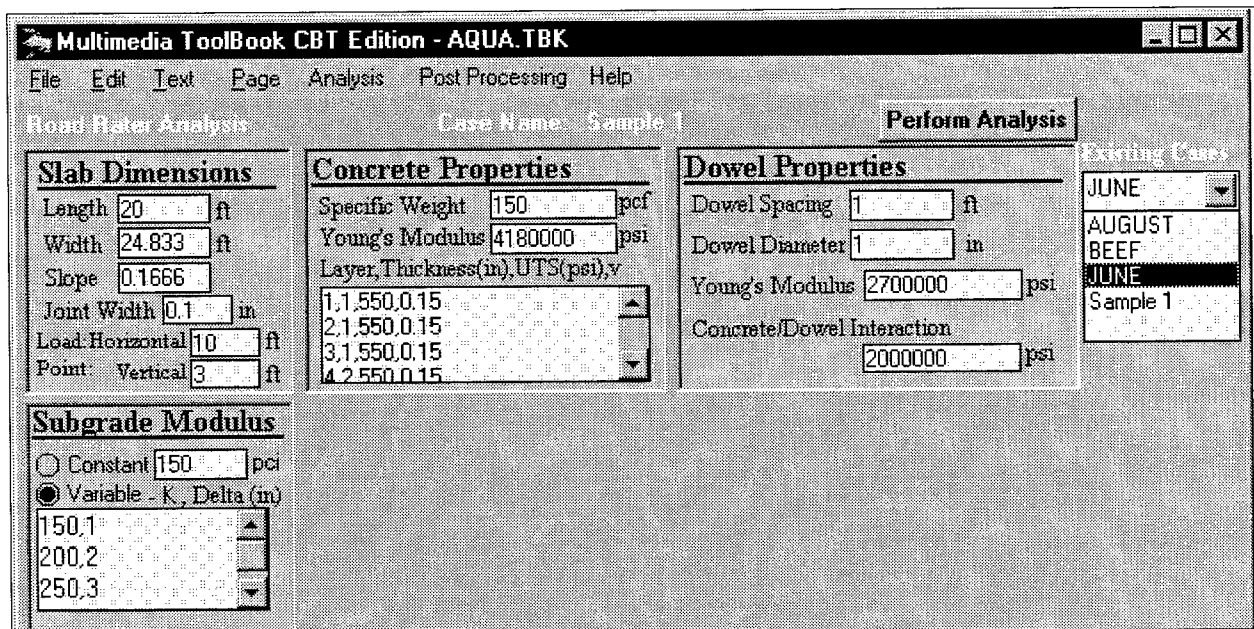 Multimedia ToolBook CBT Edition - AQUA.TBK
File Edit Text Page Analysis Post Processing Help
Road Rater Analysis Case Name: Sample 1 Perform Analysis
Slab Dimensions
Length 20 ft
Width 24.833 ft
Slope 0.1666
Joint Width 0.1 in
Load Horizontal 10 ft
Point: Vertical 3 ft
Concrete Properties
Specific Weight 150 pcf
Young's Modulus 4180000 psi
Layer,Thickness(in),UTS(psi),v
1,1,550,0.15
2,1,550,0.15
3,1,550,0.15
4,2,550,0.15
Dowel Properties
Dowel Spacing 1 ft
Dowel Diameter 1 in
Young's Modulus 2700000 psi
Concrete/Dowel Interaction
2000000 psi
Existing Cases
JUNE
AUGUST
BEEF
JUNE
Sample 1
Subgrade Modulus
Constant 150 pci
Variable - K, Delta (in)
150,1
200,2
250,3